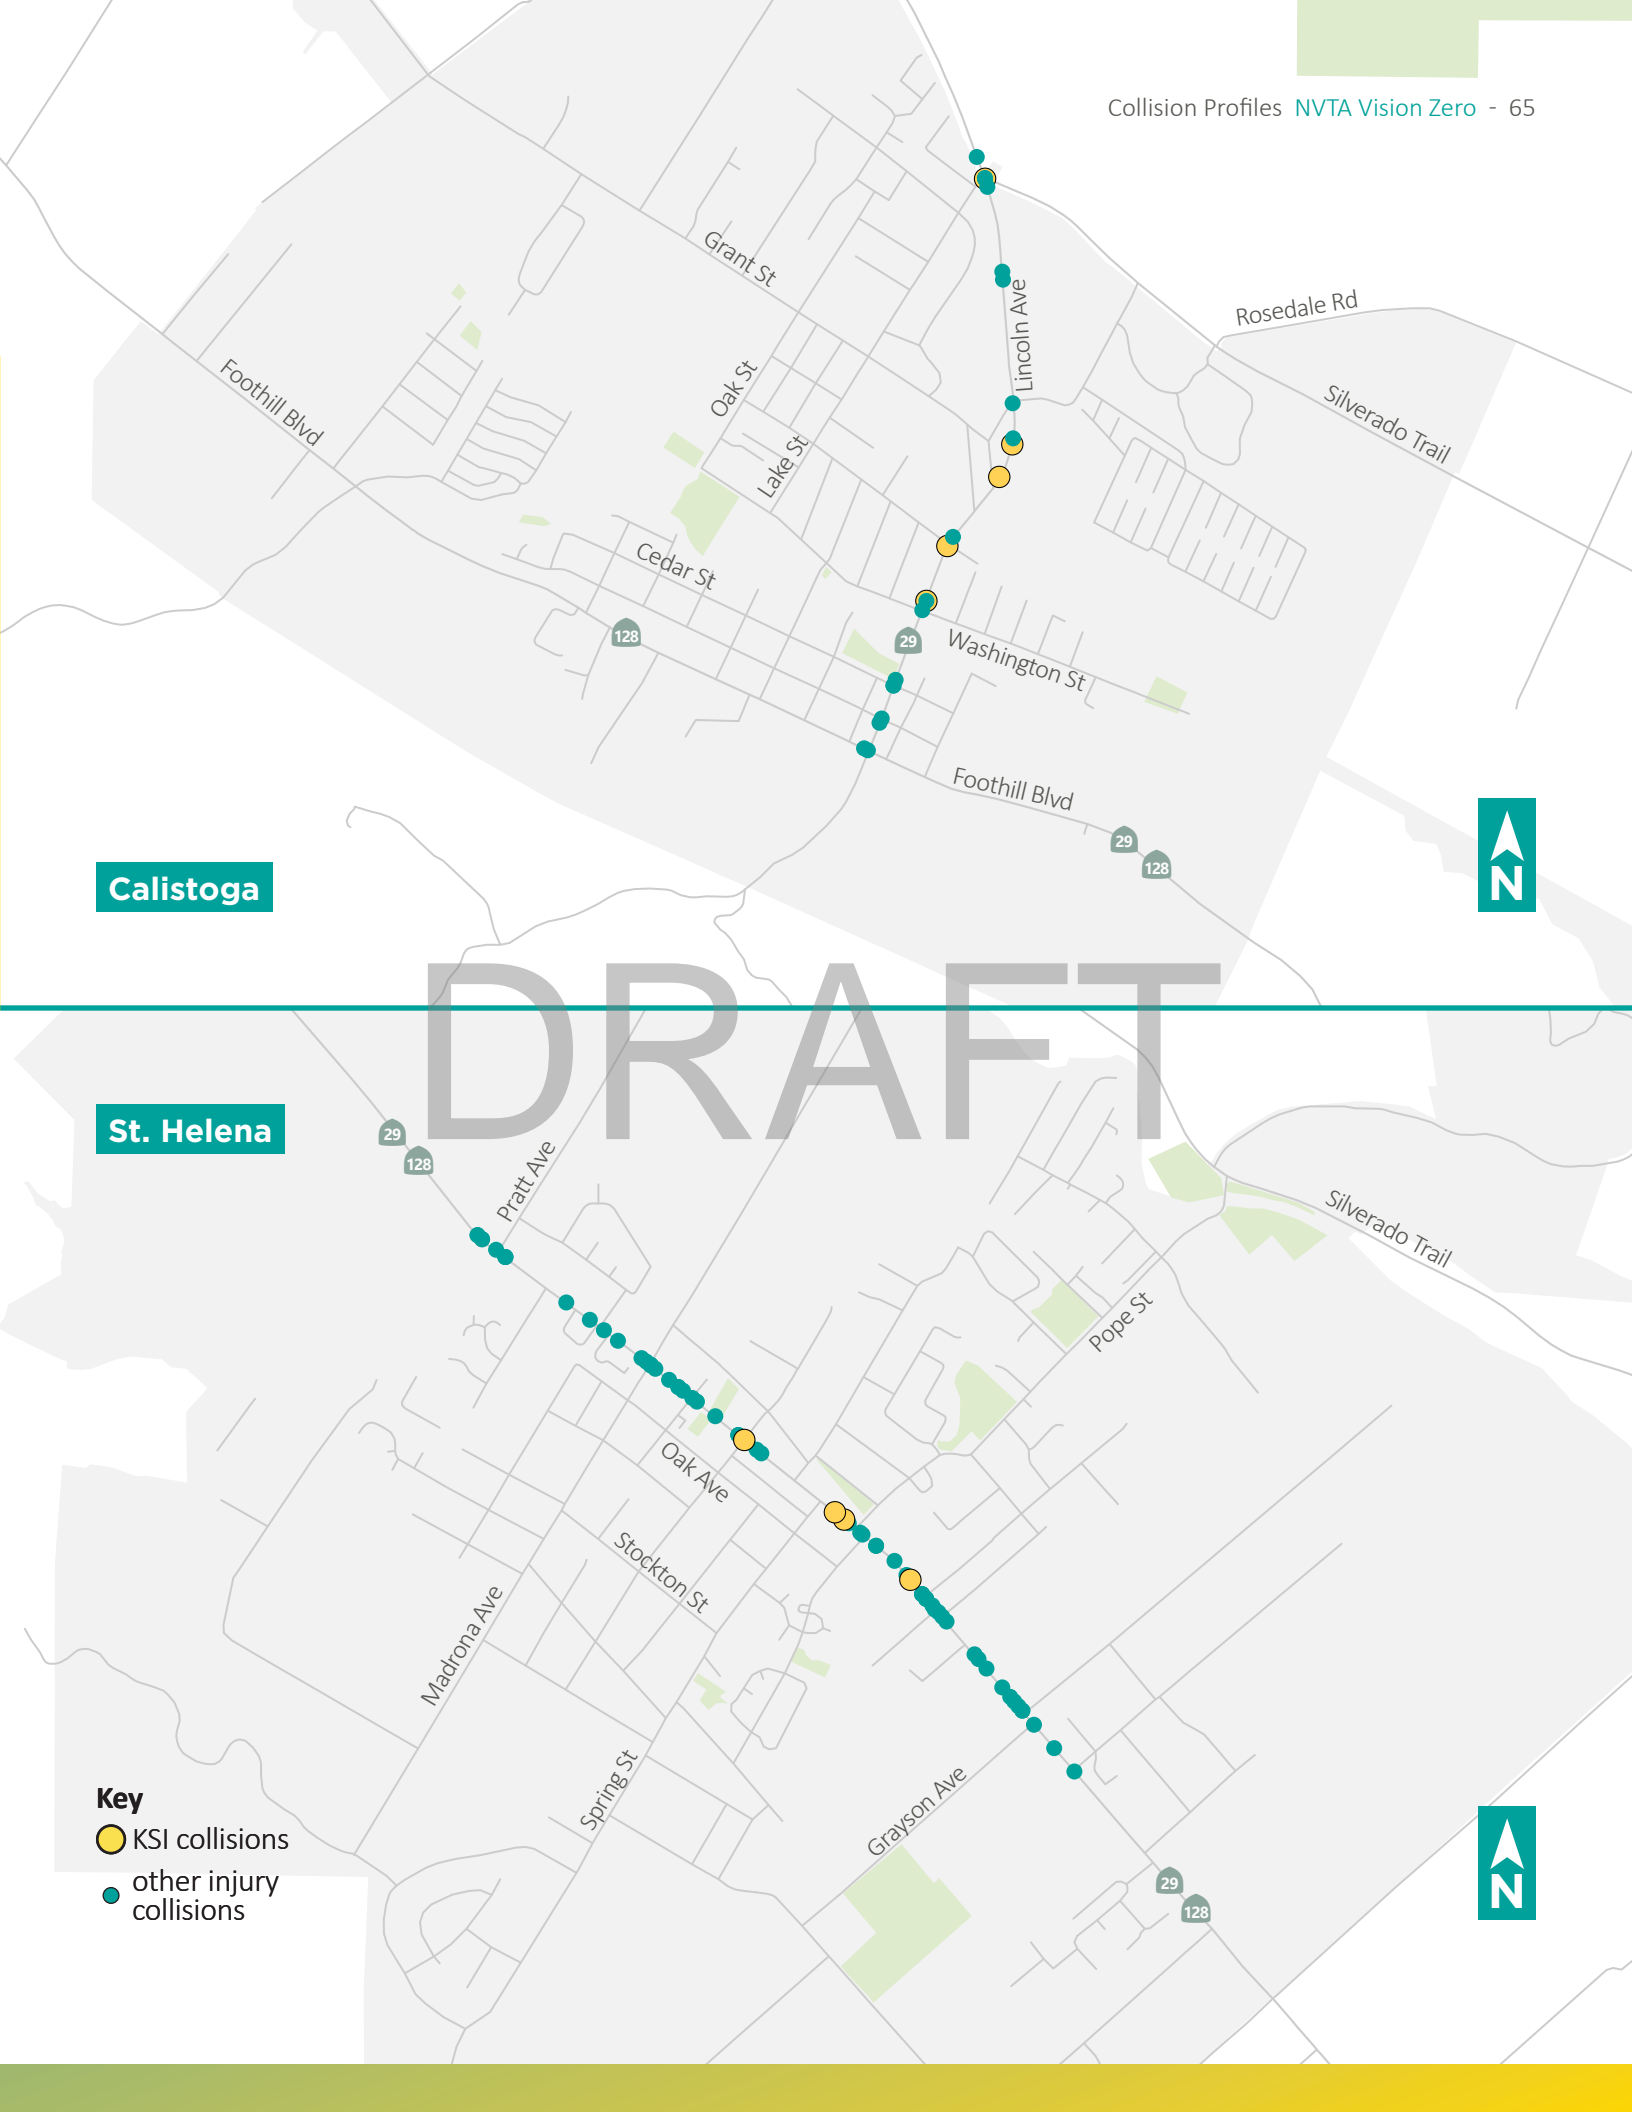 Collision Profiles NVTA Vision Zero - 65
Grant St
Lincoln Ave
Rosedale Rd
Silverado Trail
Foothill Blvd
Oak St
Lake St
Cedar St
128
29
Washington St
Foothill Blvd
29
128
Calistoga
N
DRAFT
St. Helena
29
128
Pratt Ave
Silverado Trail
Pope St
Oak Ave
Stockton St
Madrona Ave
Spring St
Grayson Ave
Key
KSI collisions
other injury
collisions
29
128
N